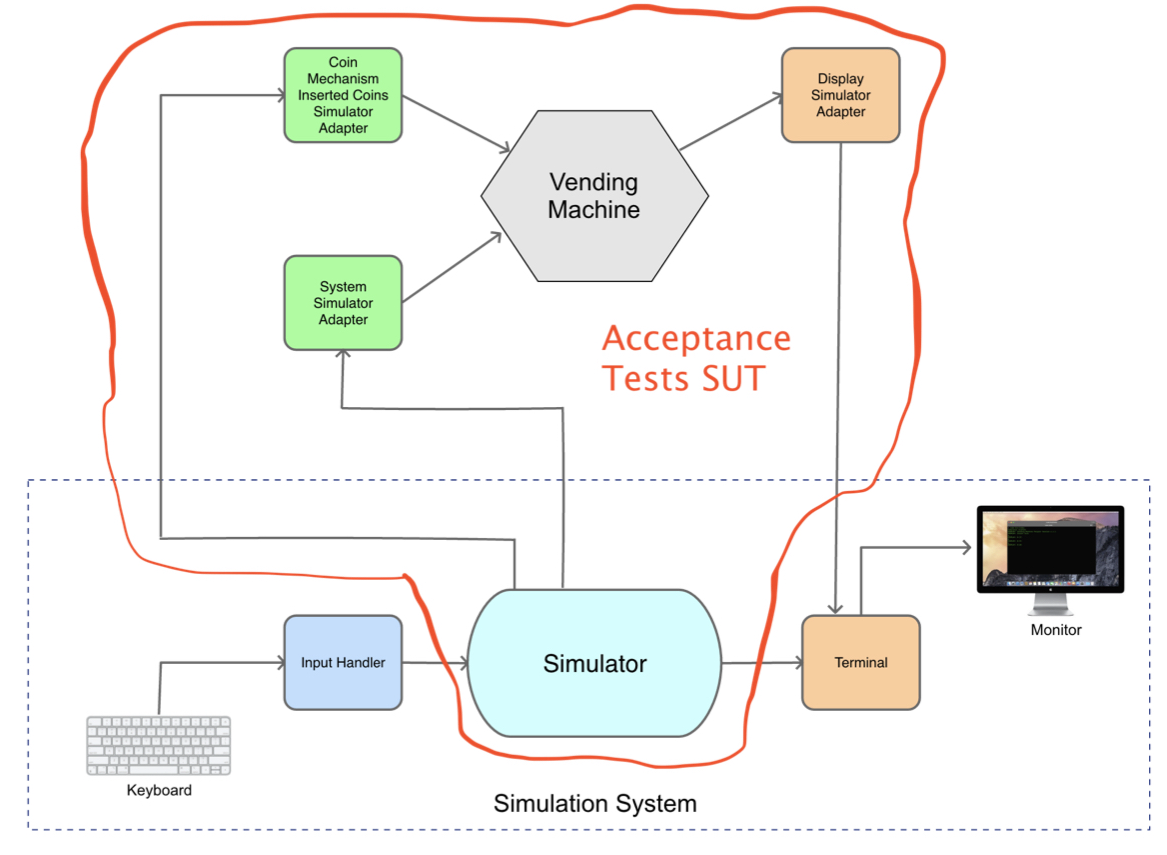 Coin
Mechanism
Inserted Coins
Simulator
Adapter
Display
Simulator
Adapter
Vending
Machine
System
Simulator
Adapter
Acceptance
Tests SUT
Input Handler
Simulator
Terminal
Monitor
Keyboard
Simulation System